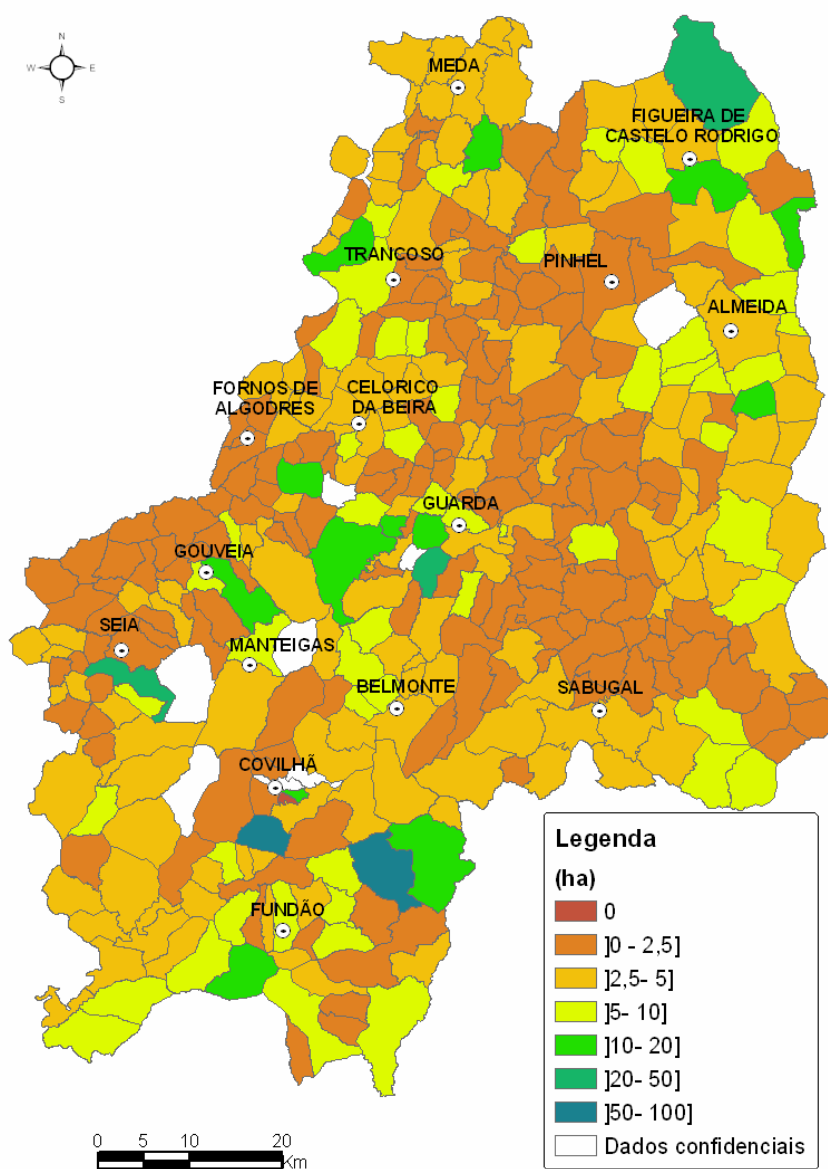 N
W E
S
MEDA
FIGUEIRA DE
CASTELO RODRIGO
TRANCOSO
PINHEL
ALMEIDA
FORNOS DE
ALGODRES
CELORICO
DA BEIRA
GUARDA
GOUVEIA
SEIA
MANTEIGAS
BELMONTE
SABUGAL
COVILHÃ
FUNDÃO
Legenda
(ha)
0
]0 - 2,5]
]2,5- 5]
]5- 10]
]10- 20]
]20- 50]
]50- 100]
Dados confidenciais
0 5 10 20
Km